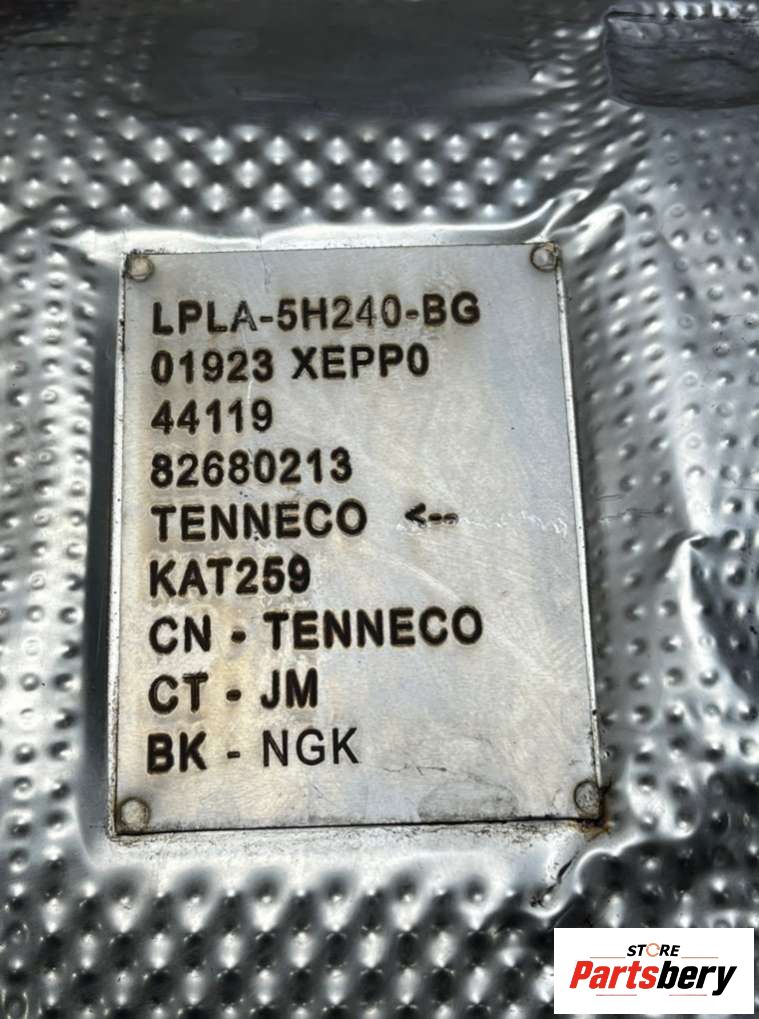 LPLA-5H240-BG
01923 XEPP0
44119
82680213
TENNECO <--
KAT259
CN - TENNECO
CT - JM
BK - NGK
STORE
Partsbery